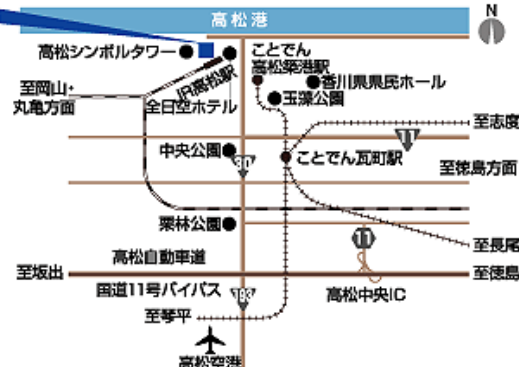 高松港
N
高松シンボルタワー
ことでん
高松築港駅
JR高松駅
香川県県民ホール
至岡山・
丸亀方面
玉藻公園
全日空ホテル
至志度
11
中央公園
30
ことでん瓦町駅
至徳島方面
栗林公園
11
至長尾
高松自動車道
至坂出
至徳島
国道11号バイパス
193
高松中央IC
至琴平
高松空港